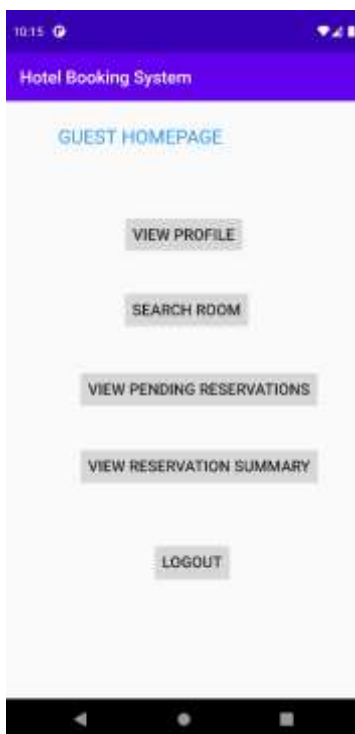 10:15
Hotel Booking System
GUEST HOMEPAGE
VIEW PROFILE
SEARCH ROOM
VIEW PENDING RESERVATIONS
VIEW RESERVATION SUMMARY
LOGOUT